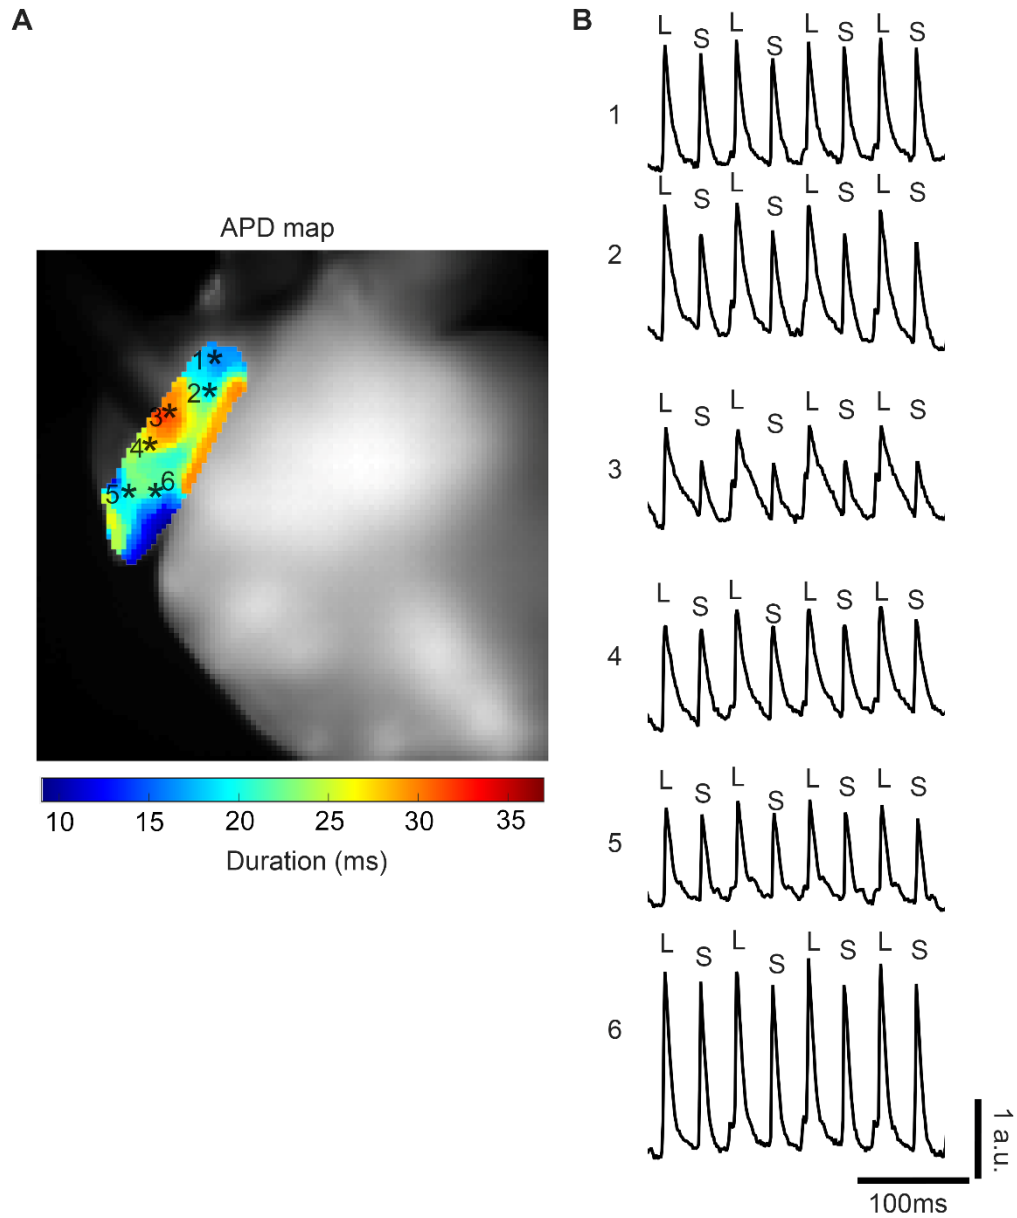 A
B
APD map
1*
2*
3*
4*
5*
*6
10 15 20 25 30 35
Duration (ms)
L S L S L S L S
1
L S L S L S L S
2
L S L S L S L S
3
L S L S L S L S
4
L S L S L S L S
5
L S L S L S L S
6
1 a.u.
100ms